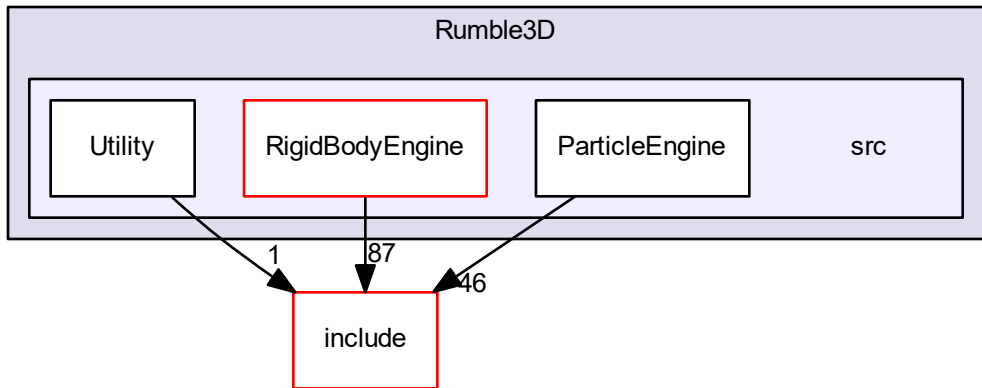 Rumble3D
Utility
RigidBodyEngine
ParticleEngine
src
1
87
46
include